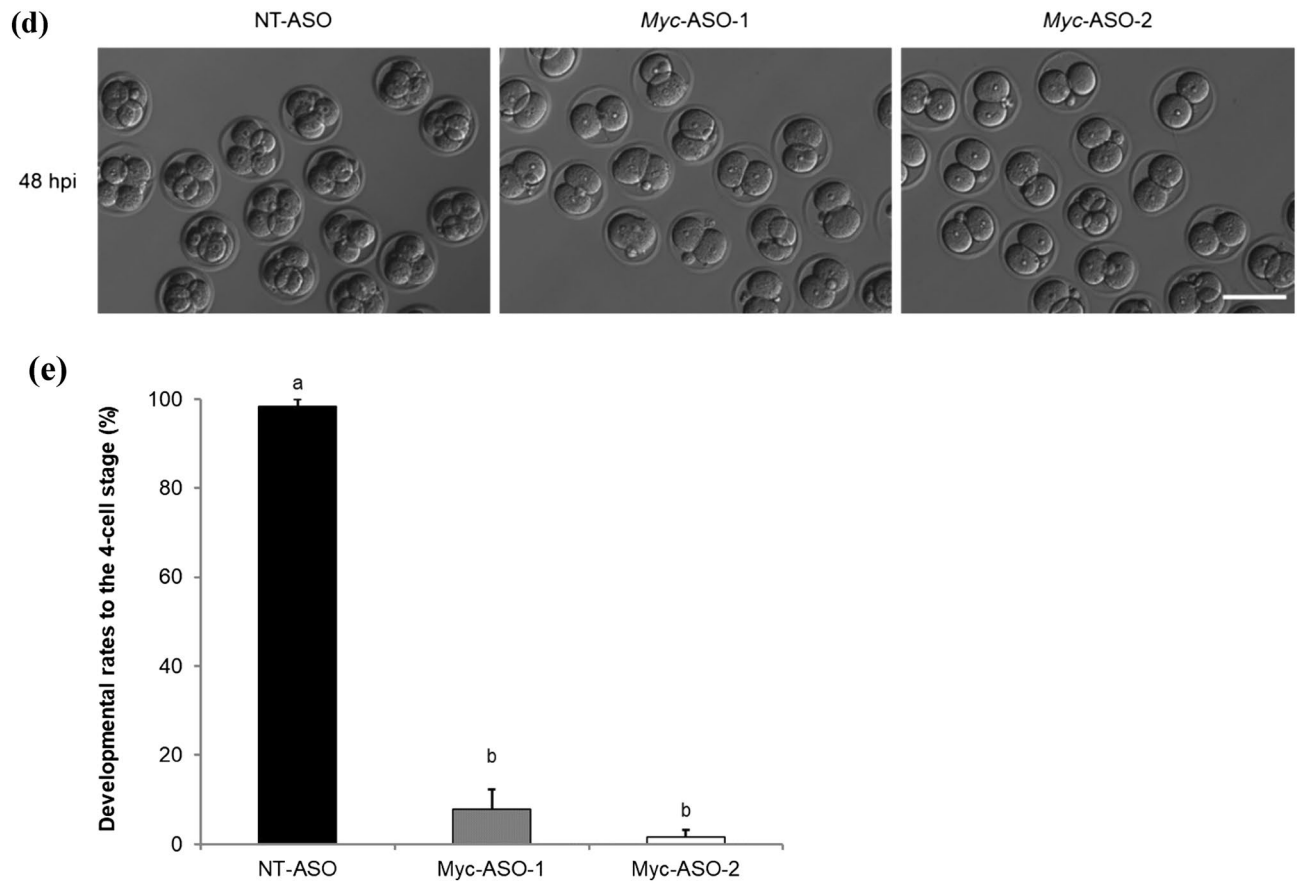 (d)
NT-ASO
Myc-ASO-1
Myc-ASO-2
48 hpi
(e)
Developmental rates to the 4-cell stage (%)
100
80
60
40
20
0
a
b
b
NT-ASO
Myc-ASO-1
Myc-ASO-2